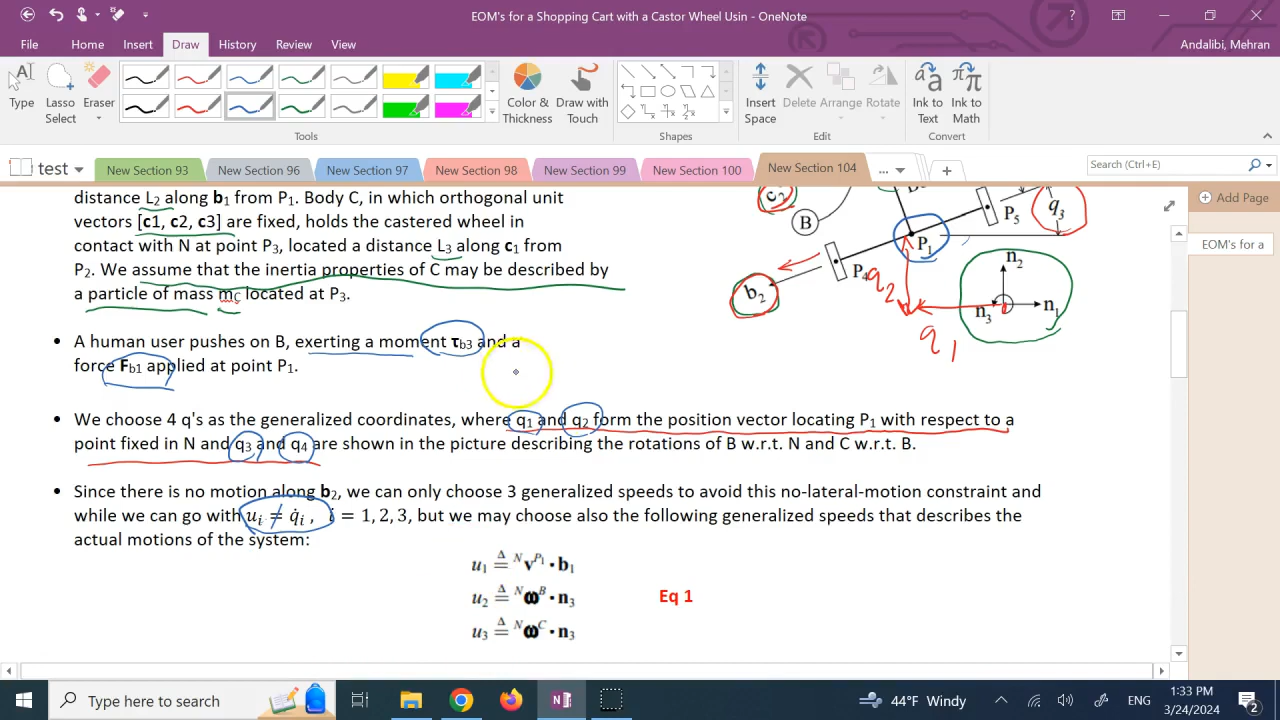 EOM's for a Shopping Cart with a Castor Wheel Usin - OneNote
File Home Insert Draw History Review View
Andalibi, Mehran
Type
Lasso Select
Eraser
Color & Thickness
Draw with Touch
Insert Space
Delete
Arrange
Rotate
Ink to Text
Ink to Math
Tools
Shapes
Edit
Convert
test
New Section 93
New Section 96
New Section 97
New Section 98
New Section 99
New Section 100
New Section 104
...
Search (Ctrl+E)
Add Page
EOM's for a
distance L₂ along b₁ from P₁. Body C, in which orthogonal unit
vectors [c1, c2, c3] are fixed, holds the castered wheel in
contact with N at point P₃, located a distance L₃ along c₁ from
P₂. We assume that the inertia properties of C may be described by
a particle of mass m_C located at P₃.
c₂
B
P₅
q₃
P₁
P₄
b₂
n₂
n₁
n₃
q₂
q₁
• A human user pushes on B, exerting a moment τb3 and a
force Fb1 applied at point P₁.
• We choose 4 q's as the generalized coordinates, where q₁ and q₂ form the position vector locating P₁ with respect to a
point fixed in N and q₃ and q₄ are shown in the picture describing the rotations of B w.r.t. N and C w.r.t. B.
• Since there is no motion along b₂, we can only choose 3 generalized speeds to avoid this no-lateral-motion constraint and
while we can go with uᵢ = q̇ᵢ , i = 1, 2, 3, but we may choose also the following generalized speeds that describes the
actual motions of the system:
u₁ ≜ ᴺv^P₁ • b₁
u₂ ≜ ᴺω^B • n₃
u₃ ≜ ᴺω^C • n₃
Eq 1
Type here to search
44°F Windy
ENG
1:33 PM
3/24/2024
2